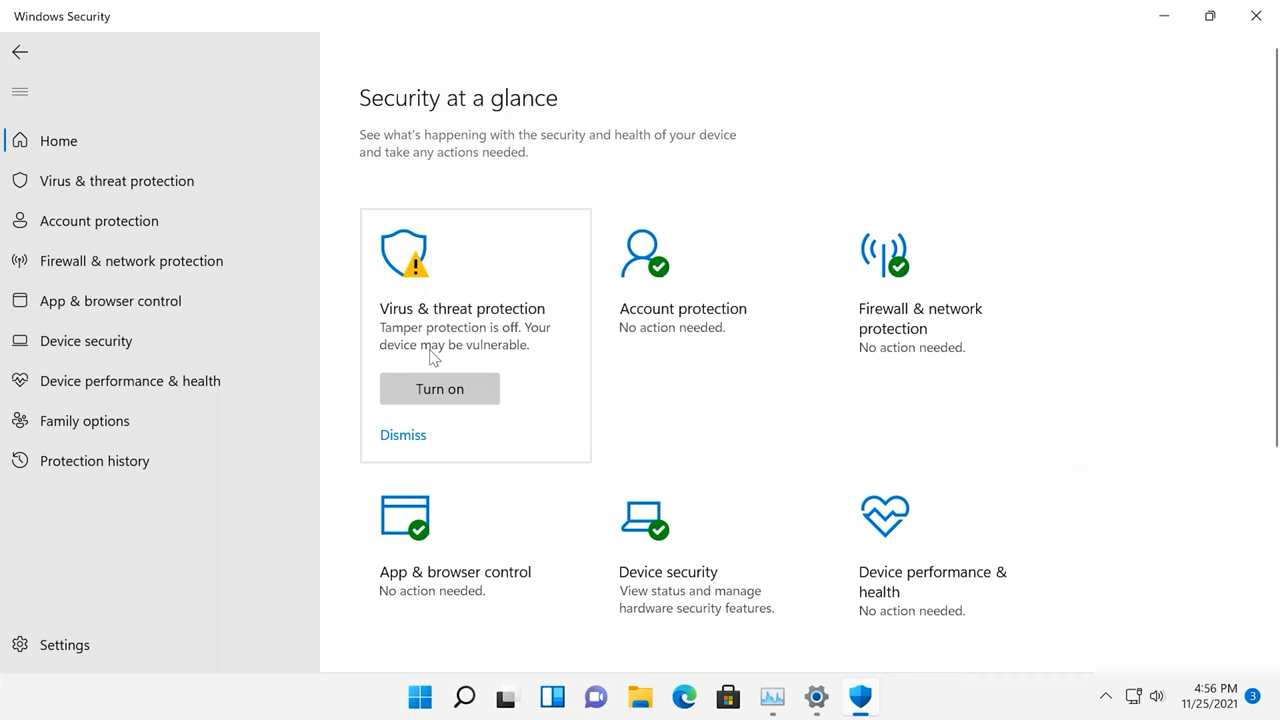 Windows Security
Home
Virus & threat protection
Account protection
Firewall & network protection
App & browser control
Device security
Device performance & health
Family options
Protection history
Settings
Security at a glance
See what's happening with the security and health of your device
and take any actions needed.
Virus & threat protection
Tamper protection is off. Your
device may be vulnerable.
Turn on
Dismiss
Account protection
No action needed.
Firewall & network
protection
No action needed.
App & browser control
No action needed.
Device security
View status and manage
hardware security features.
Device performance &
health
No action needed.
4:56 PM
11/25/2021
3